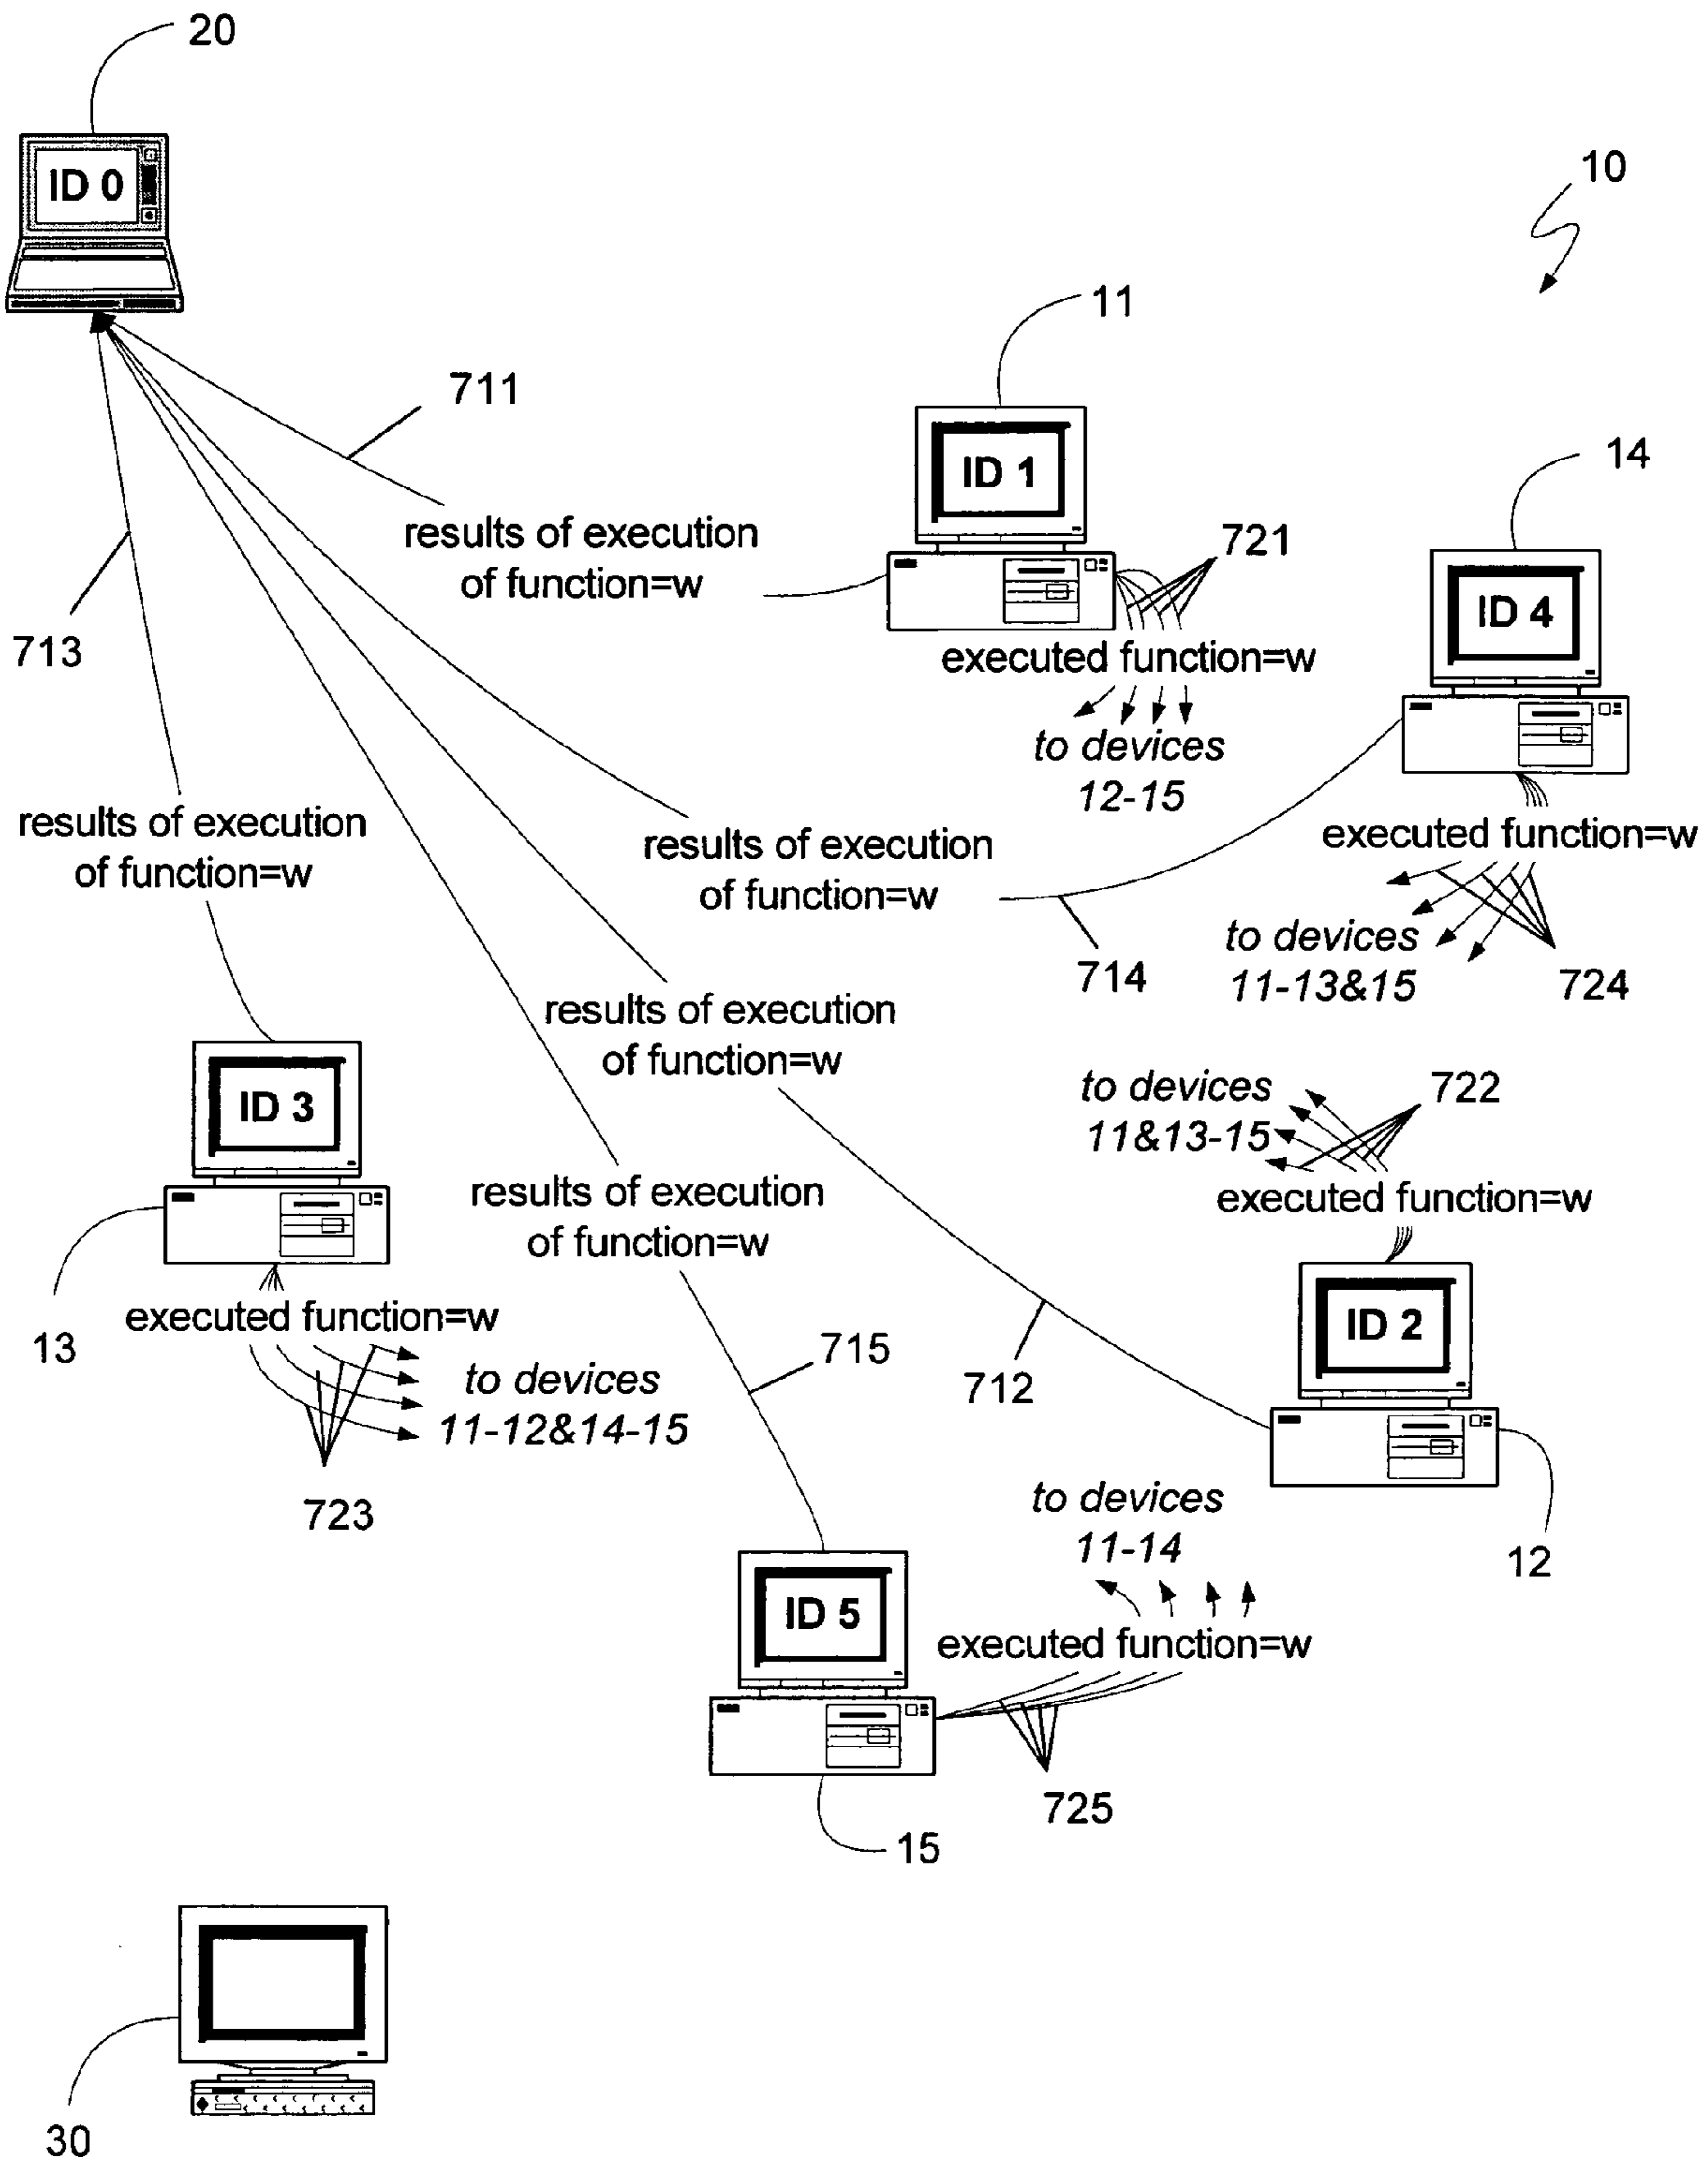 20
ID 0
10
11
711
ID 1
14
results of execution
of function=w
721
ID 4
713
executed function=w
to devices
12-15
results of execution
of function=w
results of execution
of function=w
executed function=w
to devices
11-13&15
714
724
results of execution
of function=w
to devices
11&13-15
722
ID 3
results of execution
of function=w
executed function=w
13
executed function=w
ID 2
715
712
to devices
11-12&14-15
723
to devices
11-14
12
ID 5
executed function=w
725
15
30